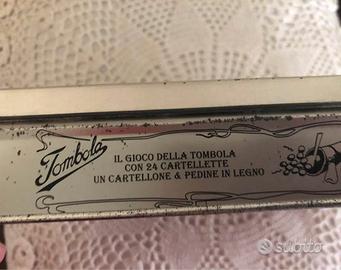 Tombola
IL GIOCO DELLA TOMBOLA
CON 24 CARTELLETTE
UN CARTELLONE & PEDINE IN LEGNO
subito